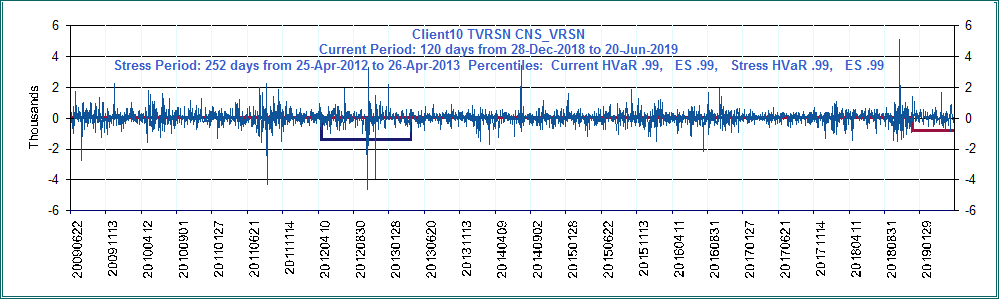 Client10 TVRSN CNS_VRSN
Current Period: 120 days from 28-Dec-2018 to 20-Jun-2019
Stress Period: 252 days from 25-Apr-2012 to 26-Apr-2013 Percentiles: Current HVaR .99, ES .99, Stress HVaR .99, ES .99
Thousands
6 6
4 4
2 2
0 0
-2 -2
-4 -4
-6 -6
20090622 20091113 20100412 20100901 20110127 20110621 20111114 20120410 20120830 20130128 20130620 20131113 20140409 20140902 20150128 20150622 20151113 20160411 20160831 20170127 20170621 20171114 20180411 20180831 20190129